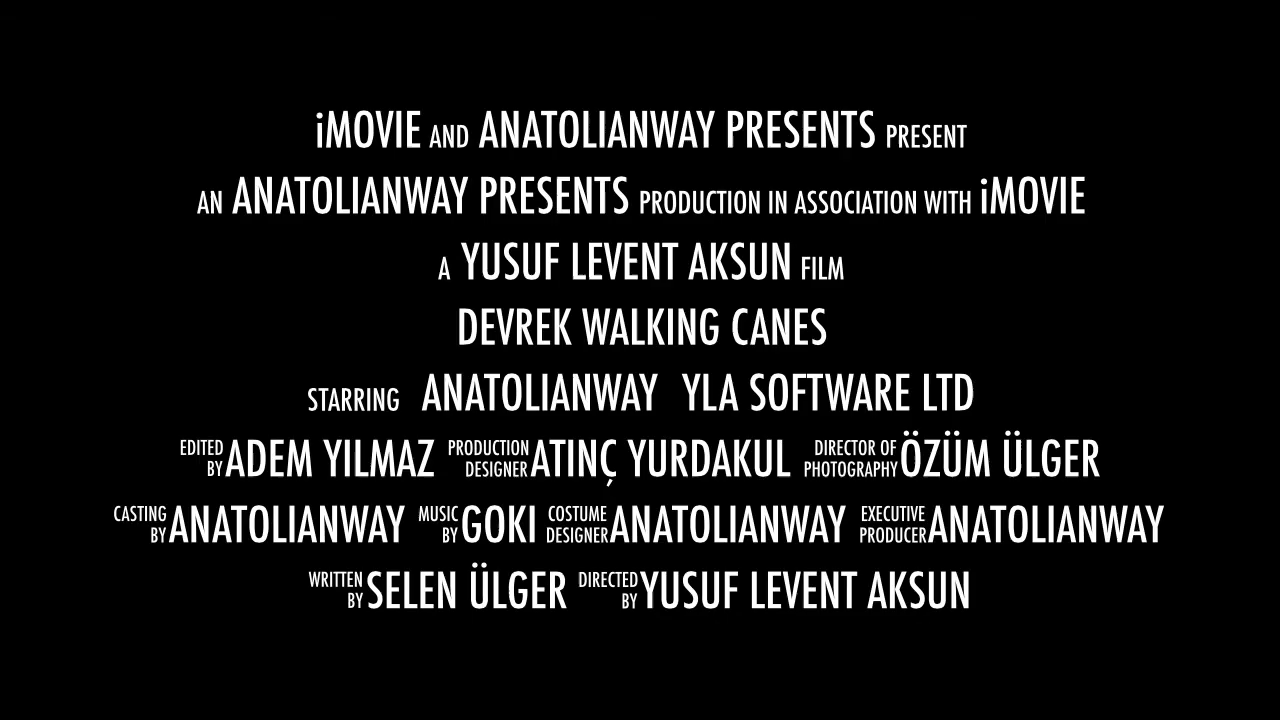 iMOVIE AND ANATOLIANWAY PRESENTS PRESENT
AN ANATOLIANWAY PRESENTS PRODUCTION IN ASSOCIATION WITH iMOVIE
A YUSUF LEVENT AKSUN FILM
DEVREK WALKING CANES
STARRING ANATOLIANWAY YLA SOFTWARE LTD
EDITED BY ADEM YILMAZ PRODUCTION DESIGNER ATINÇ YURDAKUL DIRECTOR OF PHOTOGRAPHY ÖZÜM ÜLGER
CASTING BY ANATOLIANWAY MUSIC BY GOKI COSTUME DESIGNER ANATOLIANWAY EXECUTIVE PRODUCER ANATOLIANWAY
WRITTEN BY SELEN ÜLGER DIRECTED BY YUSUF LEVENT AKSUN